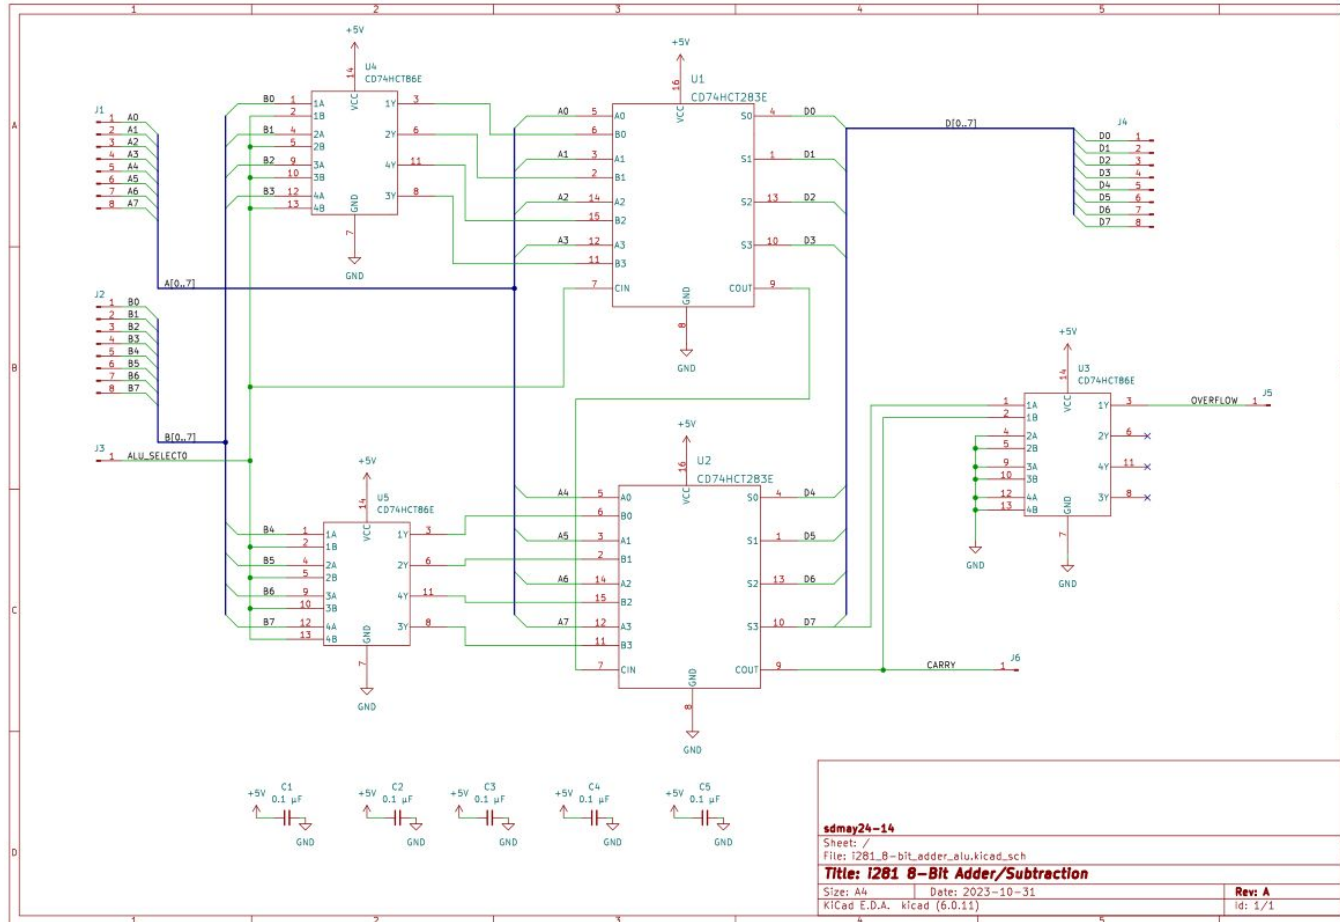 1 2 3 4 5
A
B
C
D
J1
1 A0
2 A1
3 A2
4 A3
5 A4
6 A5
7 A6
8 A7
A[0..7]
J2
1 B0
2 B1
3 B2
4 B3
5 B4
6 B5
7 B6
8 B7
B[0..7]
J3
1 ALU_SELECT0
+5V
14
U4
CD74HCT86E
B0 1 1A VCC 1Y 3
2 1B
B1 4 2A 2Y 6
5 2B
B2 9 3A 4Y 11
10 3B
B3 12 4A 3Y 8
13 4B
GND
7
GND
+5V
14
U5
CD74HCT86E
B4 1 1A VCC 1Y 3
2 1B
B5 4 2A 2Y 6
5 2B
B6 9 3A 4Y 11
10 3B
B7 12 4A 3Y 8
13 4B
GND
7
GND
+5V
16
U1
CD74HCT283E
VCC
A0 5 A0 S0 4 D0
6 B0
A1 3 A1 S1 1 D1
2 B1
A2 14 A2 S2 13 D2
15 B2
A3 12 A3 S3 10 D3
11 B3
7 CIN COUT 9
GND
8
GND
+5V
16
U2
CD74HCT283E
VCC
A4 5 A0 S0 4 D4
6 B0
A5 3 A1 S1 1 D5
2 B1
A6 14 A2 S2 13 D6
15 B2
A7 12 A3 S3 10 D7
11 B3
7 CIN COUT 9
GND
8
GND
D[0..7]
J4
D0 1
D1 2
D2 3
D3 4
D4 5
D5 6
D6 7
D7 8
+5V
14
U3
CD74HCT86E
1 1A VCC 1Y 3
2 1B
4 2A 2Y 6
5 2B
9 3A 4Y 11
10 3B
12 4A 3Y 8
13 4B
GND
7
GND
GND
OVERFLOW 1 J5
CARRY 1 J6
+5V C1 0.1 µF GND
+5V C2 0.1 µF GND
+5V C3 0.1 µF GND
+5V C4 0.1 µF GND
+5V C5 0.1 µF GND
sdmay24-14
Sheet: /
File: i281_8-bit_adder_alu.kicad_sch
Title: i281 8-Bit Adder/Subtraction
Size: A4 Date: 2023-10-31 Rev: A
KiCad E.D.A. kicad (6.0.11) Id: 1/1
1 2 3 4 5